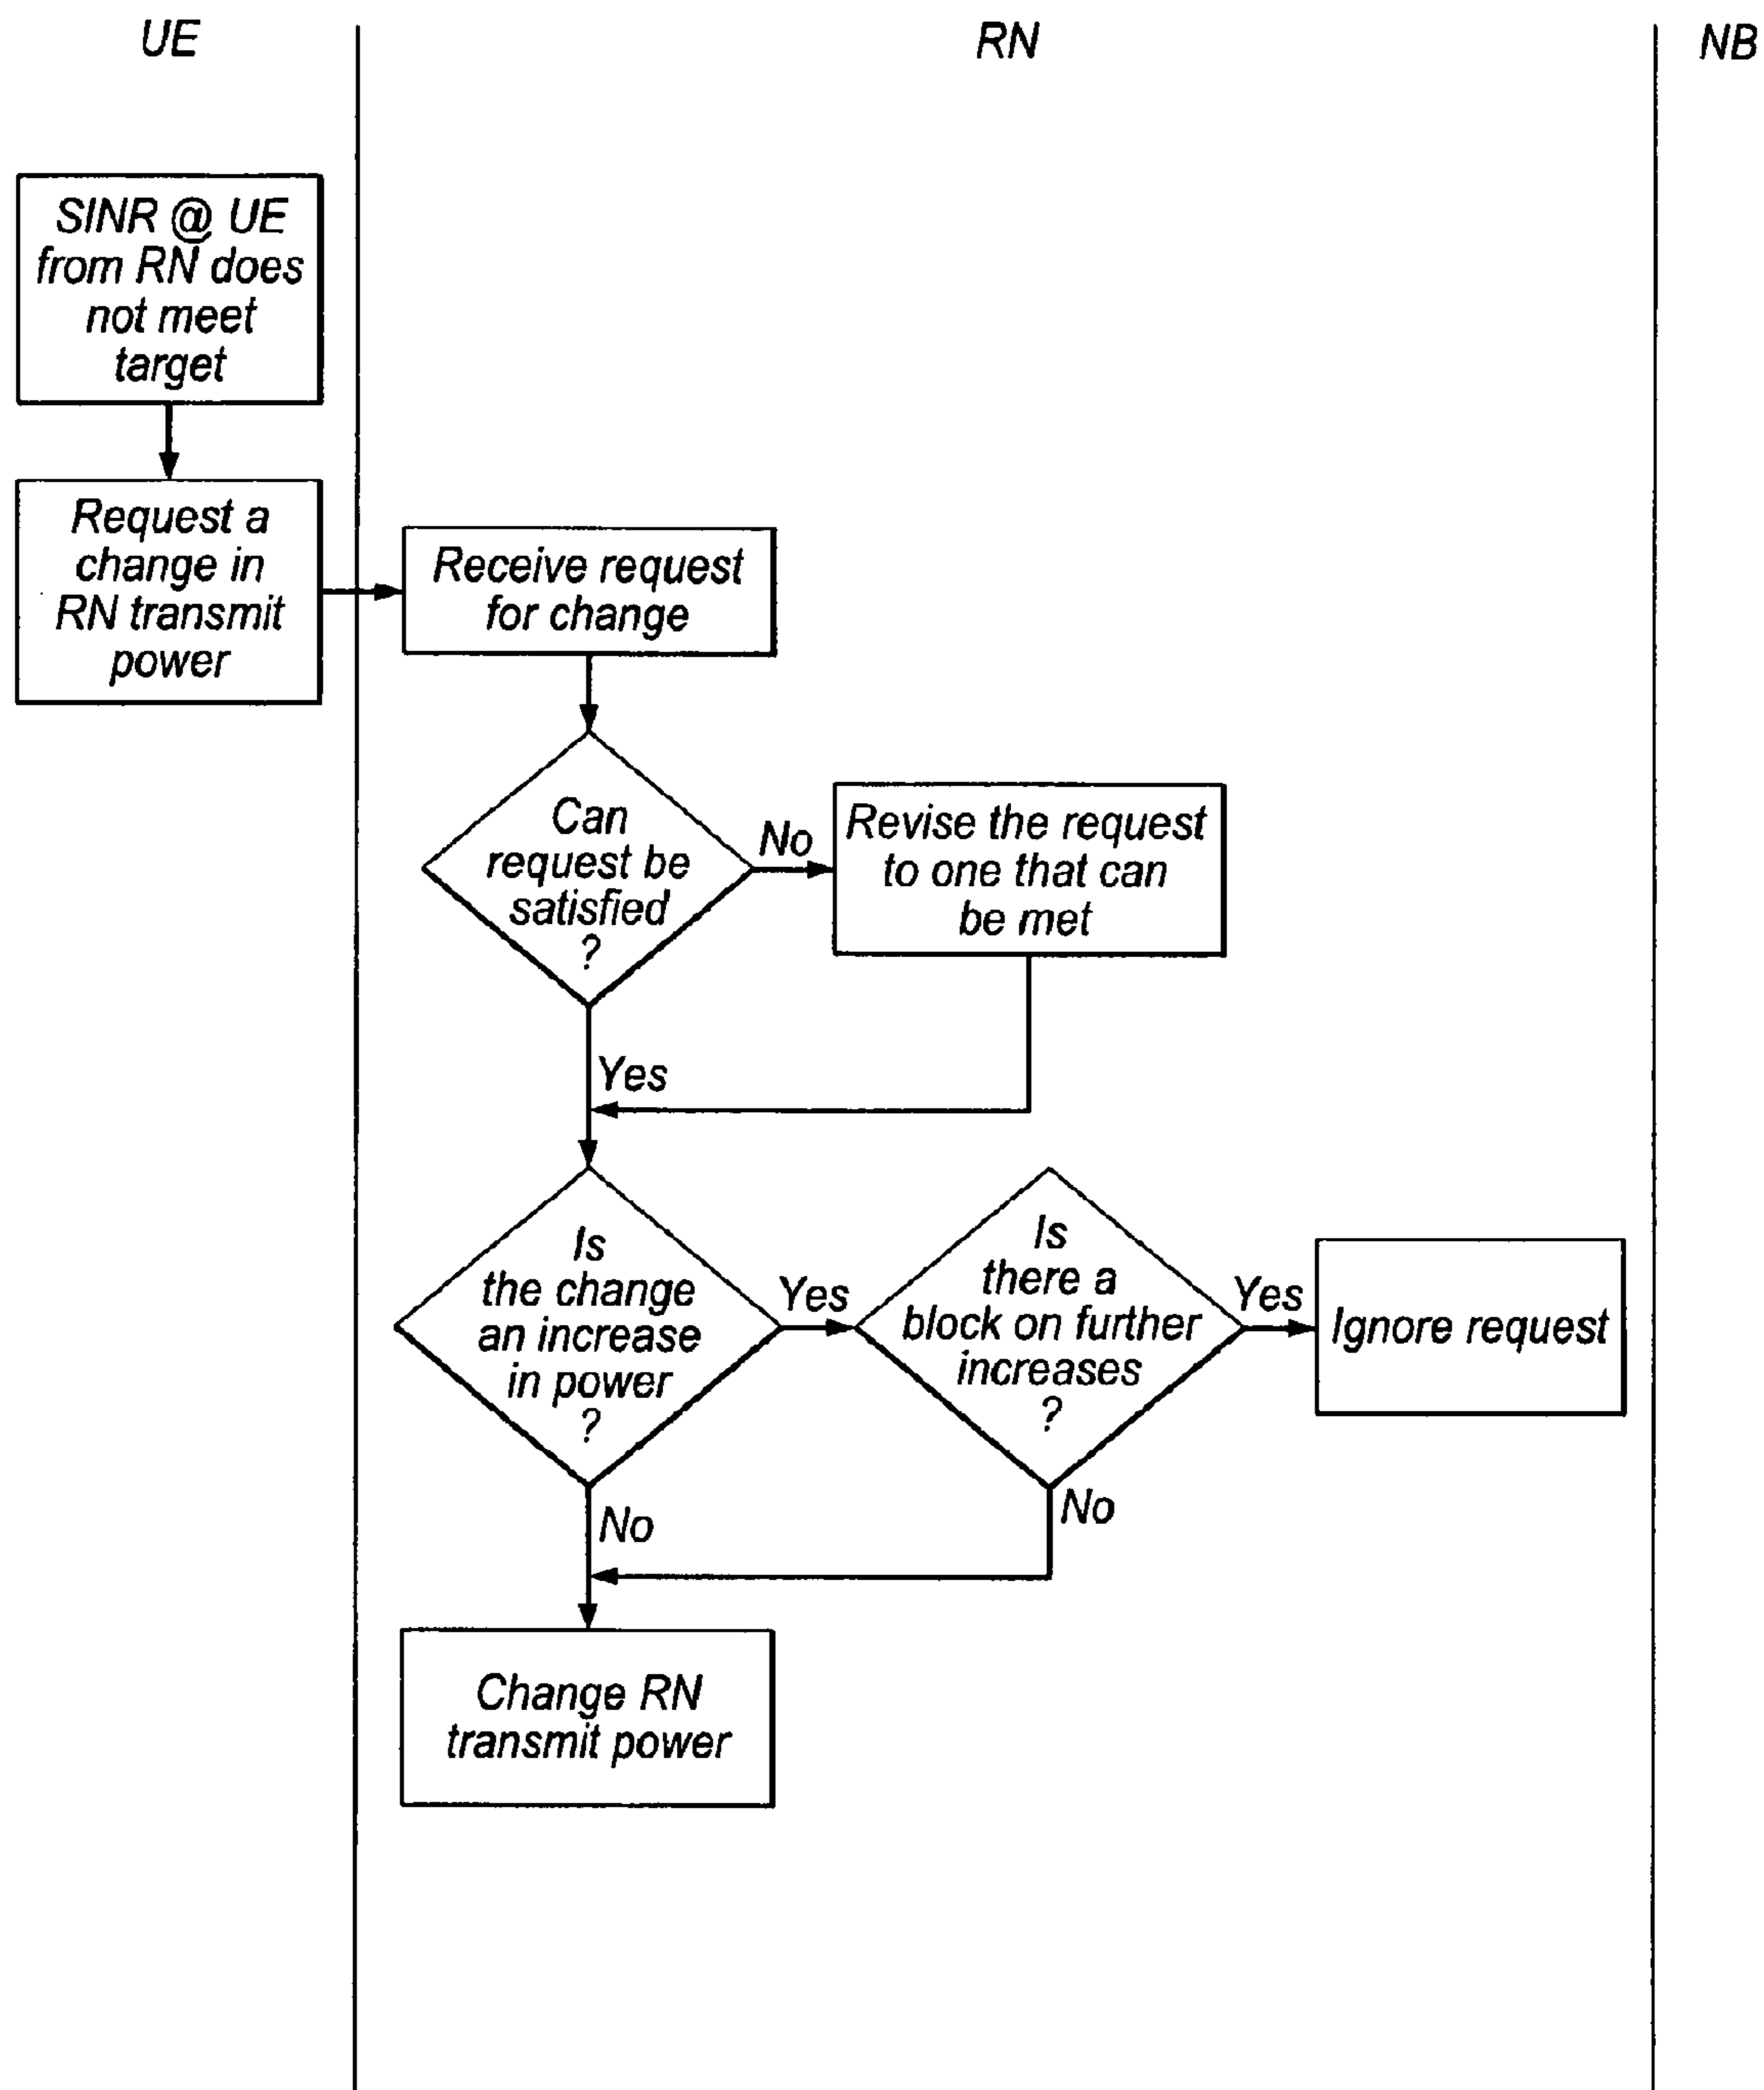 UE
RN
NB
SINR @ UE
from RN does
not meet
target
Request a
change in
RN transmit
power
Receive request
for change
Can
request be
satisfied
?
No
Revise the request
to one that can
be met
Yes
Is
the change
an increase
in power
?
Yes
Is
there a
block on further
increases
?
Yes
Ignore request
No
No
Change RN
transmit power